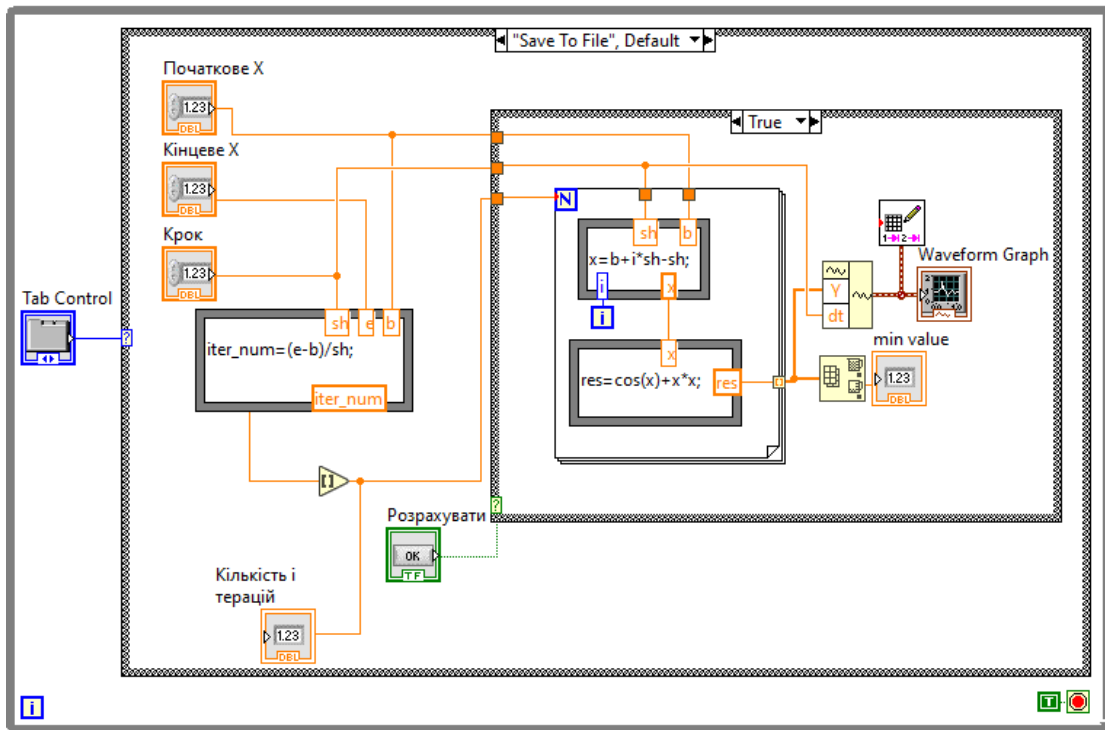 "Save To File", Default
Початкове X
1.23
DBL
True
Кінцеве X
1.23
DBL
N
Крок
sh b
1.23
x=b+i*sh-sh;
DBL
i x
1 2
Waveform Graph
Tab Control
i
Y
dt
sh e b
min value
iter_num=(e-b)/sh;
x
res=cos(x)+x*x;
res
1.23
DBL
iter_num
?
?
Розрахувати
OK
TF
Кількість і
терацій
1.23
DBL
i
T